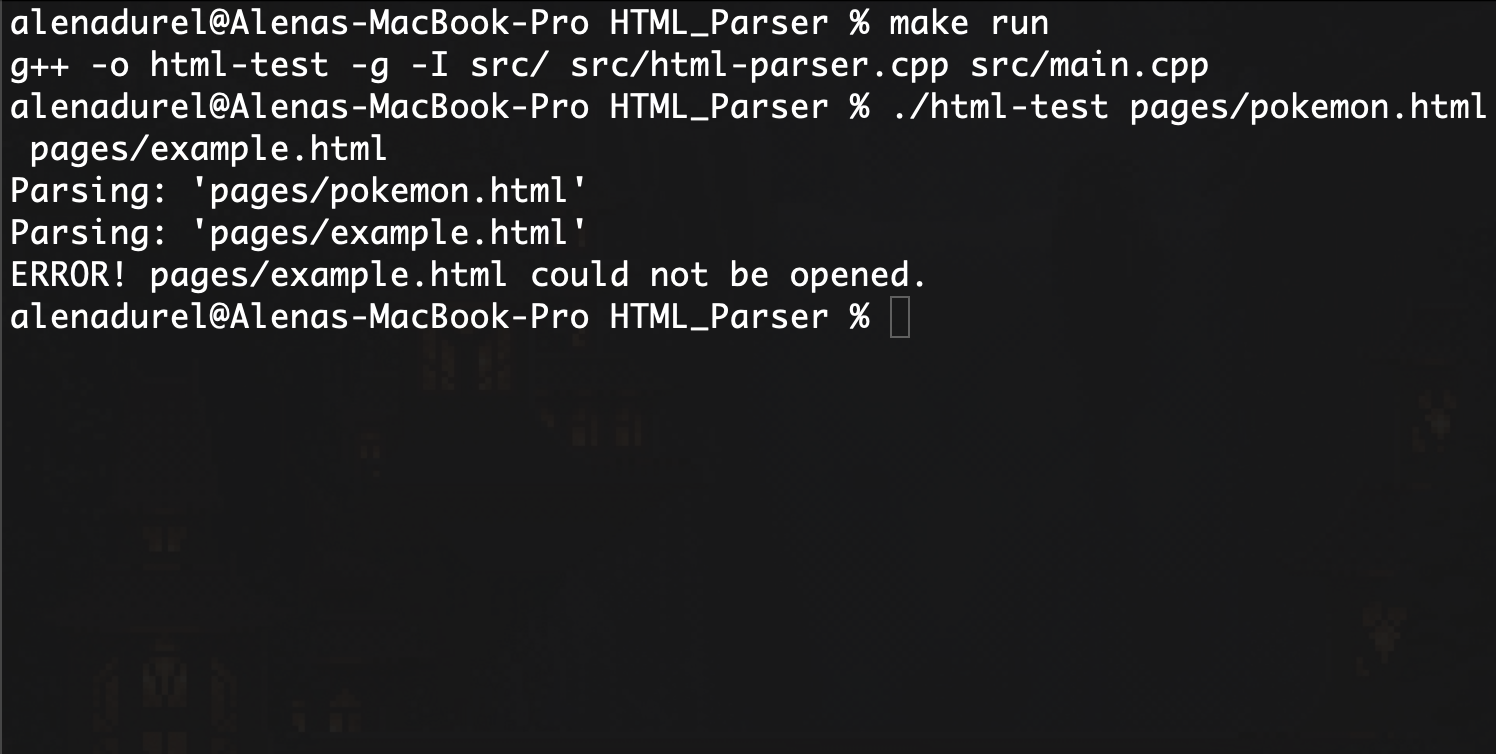 alenadurel@Alenas-MacBook-Pro HTML_Parser % make run
g++ -o html-test -g -I src/ src/html-parser.cpp src/main.cpp
alenadurel@Alenas-MacBook-Pro HTML_Parser % ./html-test pages/pokemon.html
 pages/example.html
Parsing: 'pages/pokemon.html'
Parsing: 'pages/example.html'
ERROR! pages/example.html could not be opened.
alenadurel@Alenas-MacBook-Pro HTML_Parser %